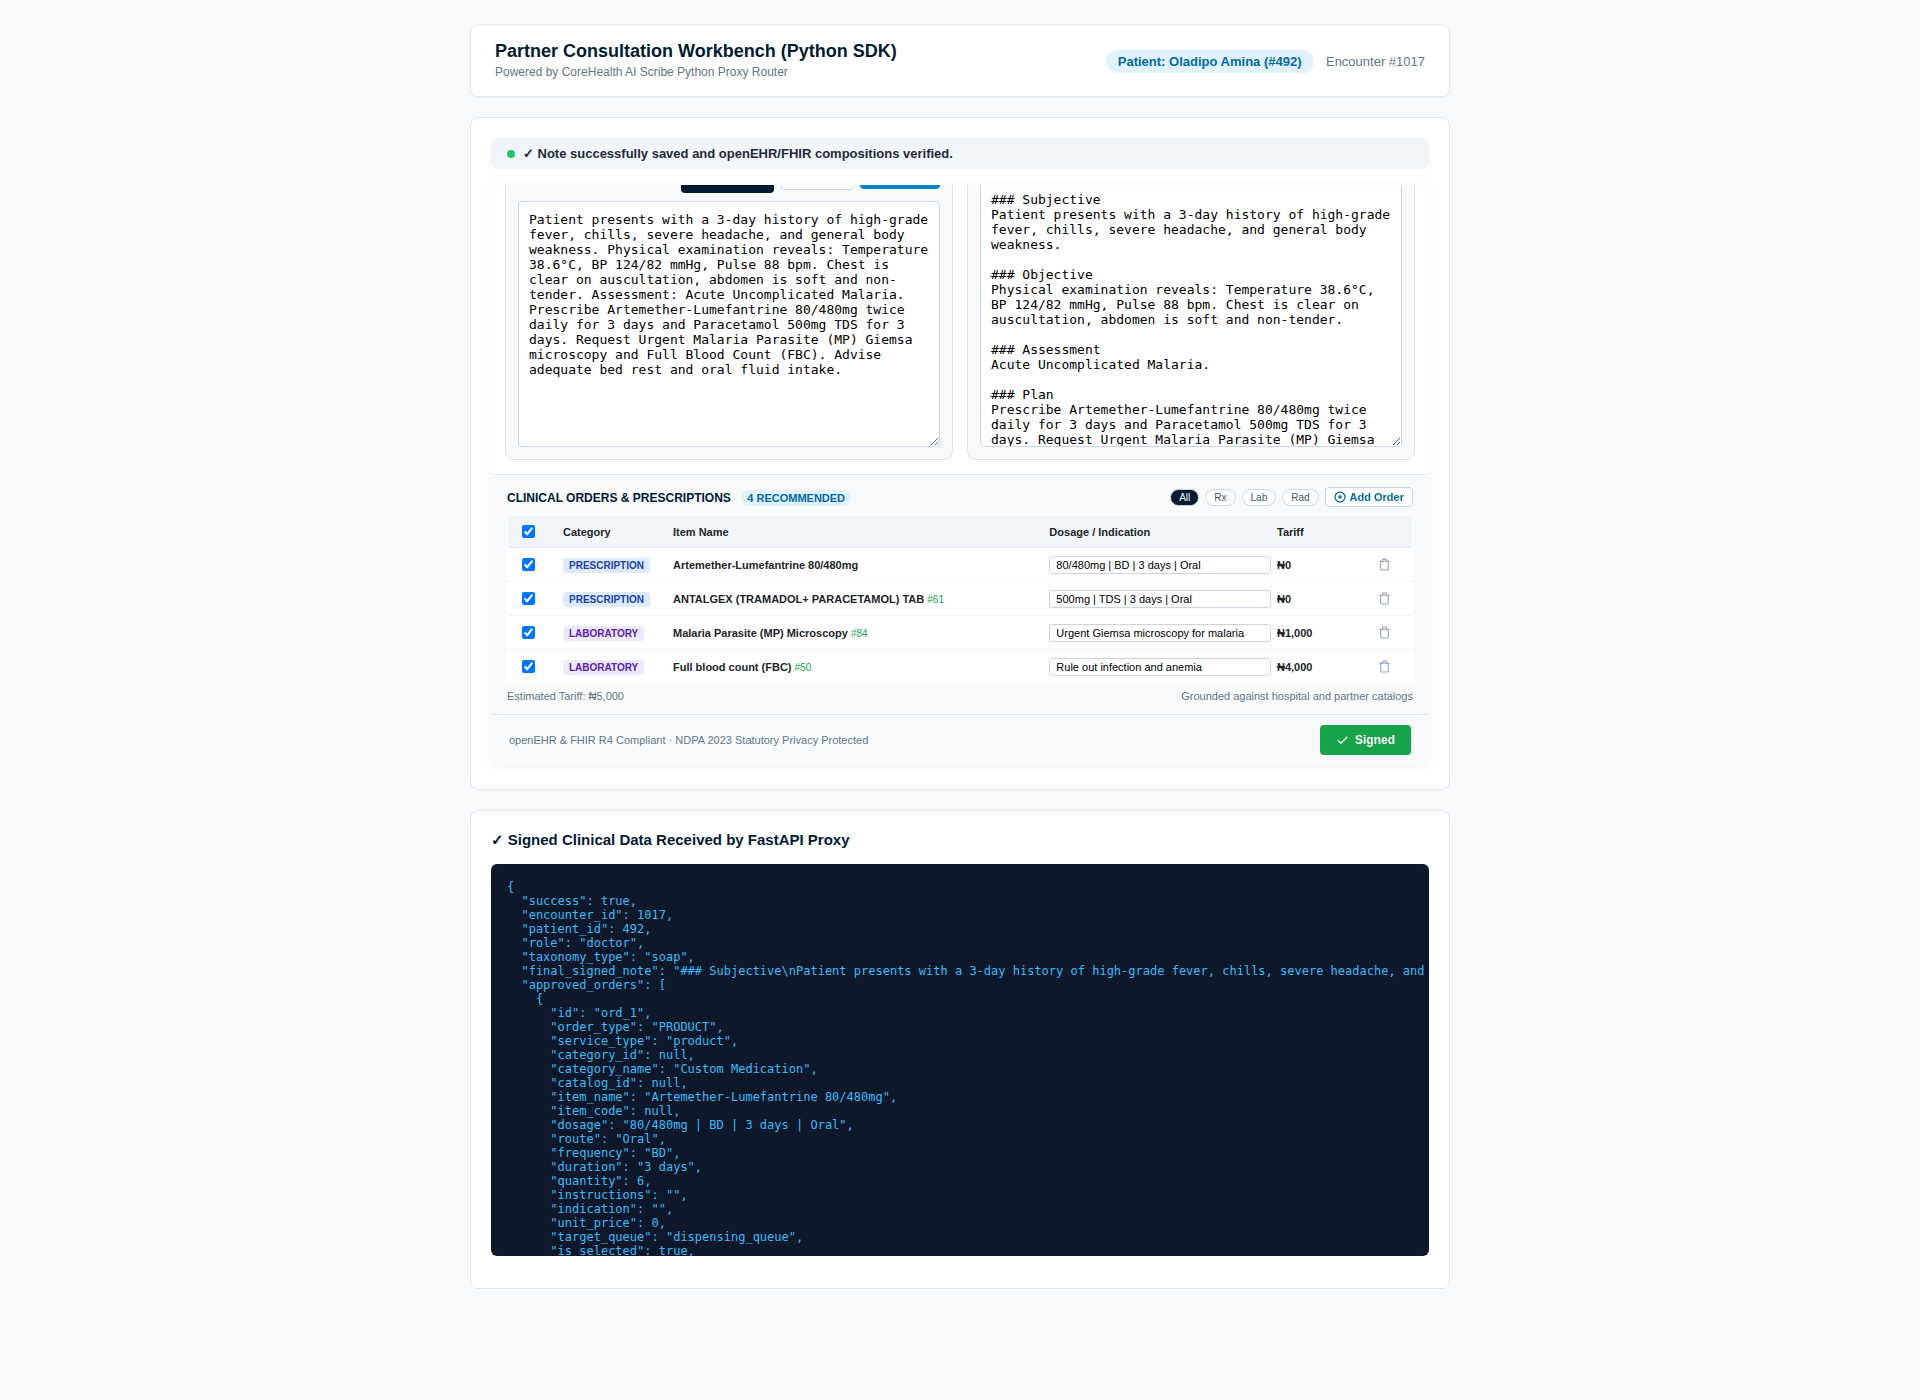 Partner Consultation Workbench (Python SDK)
Powered by CoreHealth AI Scribe Python Proxy Router
Patient: Oladipo Amina (#492)
Encounter #1017
✓ Note successfully saved and openEHR/FHIR compositions verified.
Patient presents with a 3-day history of high-grade
fever, chills, severe headache, and general body
weakness. Physical examination reveals: Temperature
38.6°C, BP 124/82 mmHg, Pulse 88 bpm. Chest is
clear on auscultation, abdomen is soft and non-
tender. Assessment: Acute Uncomplicated Malaria.
Prescribe Artemether-Lumefantrine 80/480mg twice
daily for 3 days and Paracetamol 500mg TDS for 3
days. Request Urgent Malaria Parasite (MP) Giemsa
microscopy and Full Blood Count (FBC). Advise
adequate bed rest and oral fluid intake.
### Subjective
Patient presents with a 3-day history of high-grade
fever, chills, severe headache, and general body
weakness.
### Objective
Physical examination reveals: Temperature 38.6°C,
BP 124/82 mmHg, Pulse 88 bpm. Chest is clear on
auscultation, abdomen is soft and non-tender.
### Assessment
Acute Uncomplicated Malaria.
### Plan
Prescribe Artemether-Lumefantrine 80/480mg twice
daily for 3 days and Paracetamol 500mg TDS for 3
days. Request Urgent Malaria Parasite (MP) Giemsa
CLINICAL ORDERS & PRESCRIPTIONS 4 RECOMMENDED
All Rx Lab Rad Add Order
Category Item Name Dosage / Indication Tariff
PRESCRIPTION Artemether-Lumefantrine 80/480mg 80/480mg | BD | 3 days | Oral ₦0
PRESCRIPTION ANTALGEX (TRAMADOL+ PARACETAMOL) TAB #61 500mg | TDS | 3 days | Oral ₦0
LABORATORY Malaria Parasite (MP) Microscopy #84 Urgent Giemsa microscopy for malaria ₦1,000
LABORATORY Full blood count (FBC) #50 Rule out infection and anemia ₦4,000
Estimated Tariff: ₦5,000
Grounded against hospital and partner catalogs
openEHR & FHIR R4 Compliant · NDPA 2023 Statutory Privacy Protected
Signed
✓ Signed Clinical Data Received by FastAPI Proxy
{
"success": true,
"encounter_id": 1017,
"patient_id": 492,
"role": "doctor",
"taxonomy_type": "soap",
"final_signed_note": "### Subjective\nPatient presents with a 3-day history of high-grade fever, chills, severe headache, and
"approved_orders": [
{
"id": "ord_1",
"order_type": "PRODUCT",
"service_type": "product",
"category_id": null,
"category_name": "Custom Medication",
"catalog_id": null,
"item_name": "Artemether-Lumefantrine 80/480mg",
"item_code": null,
"dosage": "80/480mg | BD | 3 days | Oral",
"route": "Oral",
"frequency": "BD",
"duration": "3 days",
"quantity": 6,
"instructions": "",
"indication": "",
"unit_price": 0,
"target_queue": "dispensing_queue",
"is_selected": true,